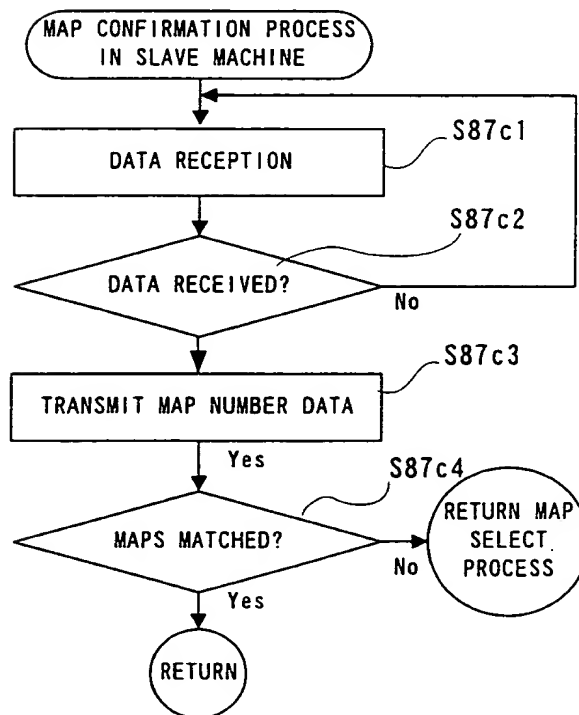 MAP CONFIRMATION PROCESS
IN SLAVE MACHINE
S87c1
DATA RECEPTION
S87c2
DATA RECEIVED?
No
S87c3
TRANSMIT MAP NUMBER DATA
Yes
S87c4
MAPS MATCHED?
No
RETURN MAP
SELECT
PROCESS
Yes
RETURN